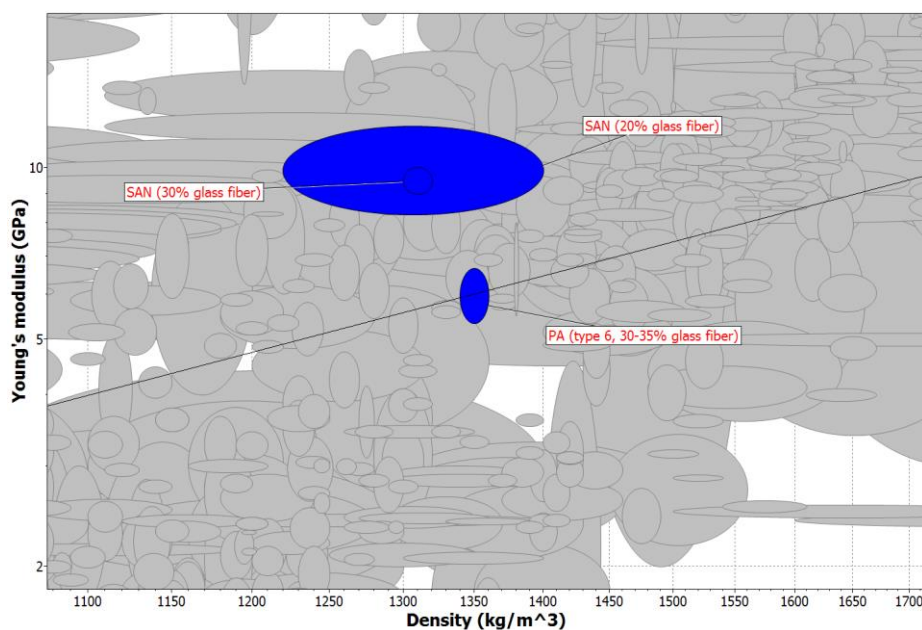 SAN (20% glass fiber)
10
SAN (30% glass fiber)
Young's modulus (GPa)
5
PA (type 6, 30-35% glass fiber)
2
1100 1150 1200 1250 1300 1350 1400 1450 1500 1550 1600 1650 1700
Density (kg/m^3)